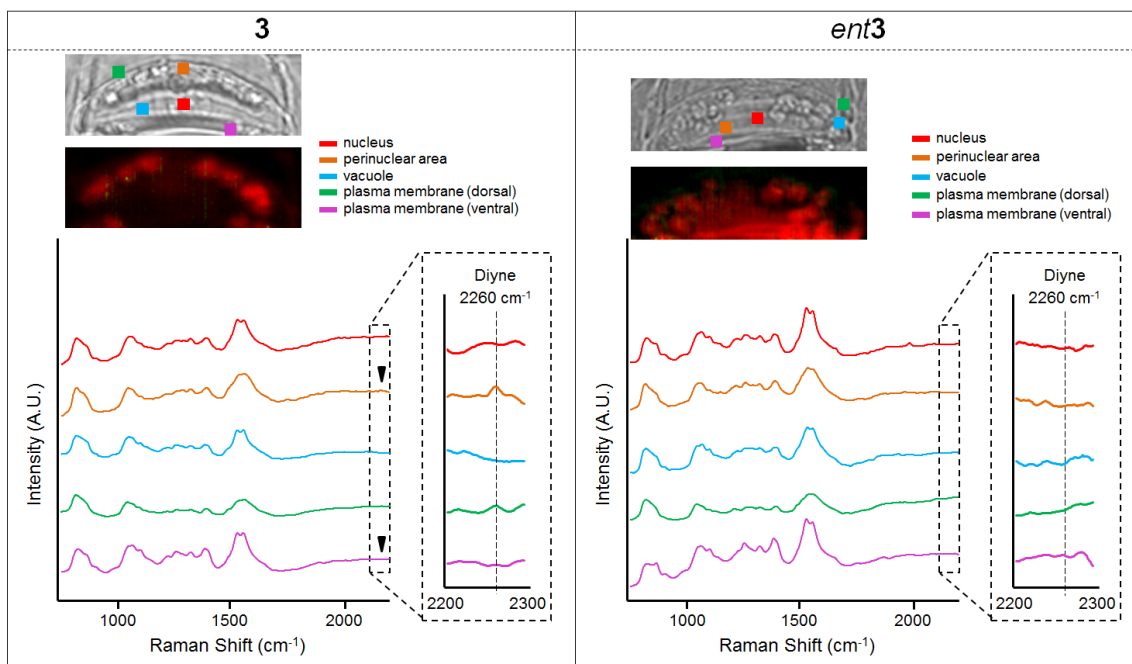 3
nucleus
perinuclear area
vacuole
plasma membrane (dorsal)
plasma membrane (ventral)
Diyne
2260 cm⁻¹
Intensity (A.U.)
2200 2300
1000 1500 2000
Raman Shift (cm⁻¹)
ent3
nucleus
perinuclear area
vacuole
plasma membrane (dorsal)
plasma membrane (ventral)
Diyne
2260 cm⁻¹
Intensity (A.U.)
2200 2300
1000 1500 2000
Raman Shift (cm⁻¹)